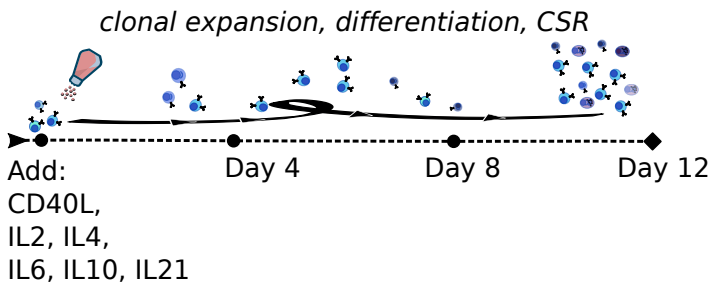 clonal expansion, differentiation, CSR
Add:
CD40L,
IL2, IL4,
IL6, IL10, IL21
Day 4
Day 8
Day 12